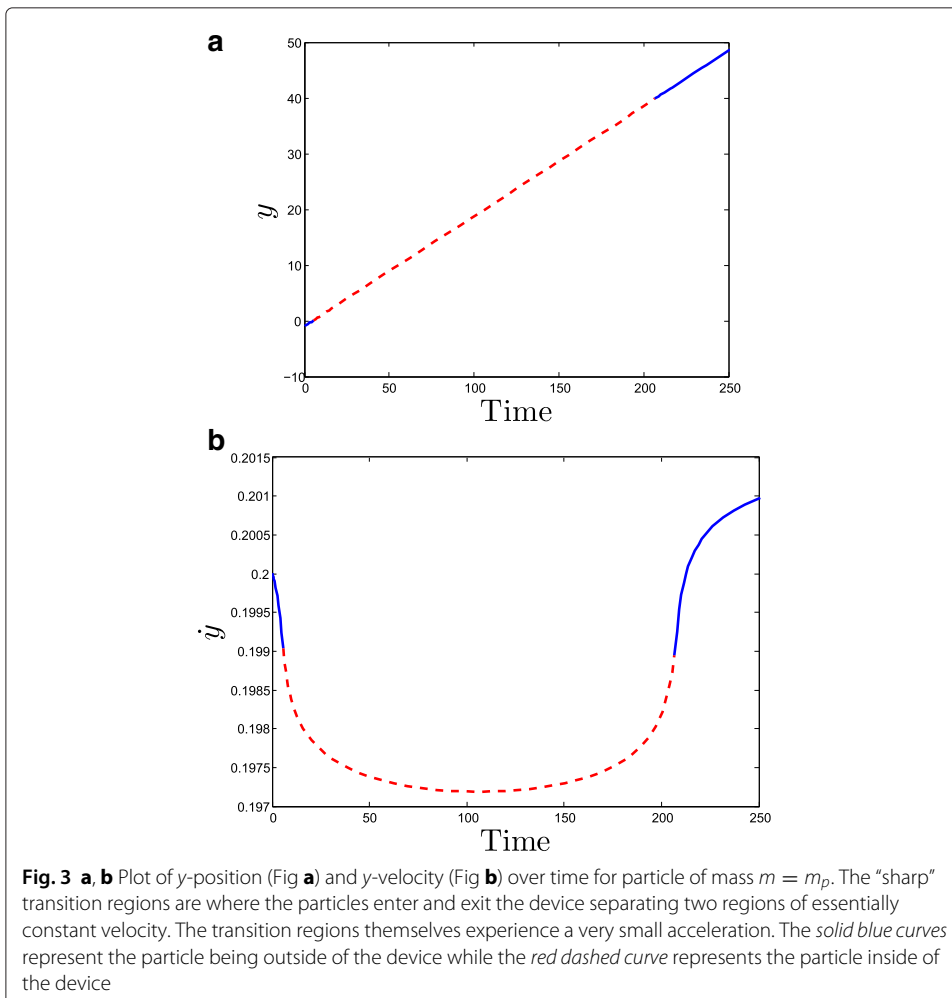 a
50
40
30
20
10
0
−10
y
0 50 100 150 200 250
Time
b
0.2015
0.201
0.2005
0.2
0.1995
0.199
0.1985
0.198
0.1975
0.197
ẏ
0 50 100 150 200 250
Time
Fig. 3 a, b Plot of y-position (Fig a) and y-velocity (Fig b) over time for particle of mass m = mₚ. The “sharp”
transition regions are where the particles enter and exit the device separating two regions of essentially
constant velocity. The transition regions themselves experience a very small acceleration. The solid blue curves
represent the particle being outside of the device while the red dashed curve represents the particle inside of
the device